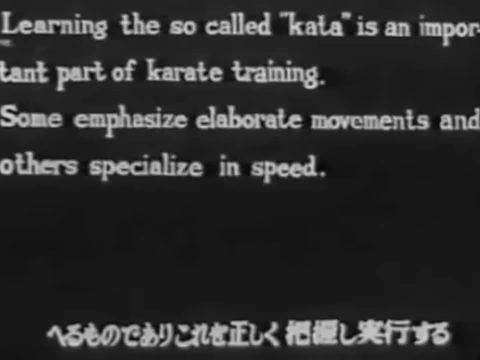 Learning the so called "kata" is an impor-
tant part of karate training.
Some emphasize elaborate movements and
others specialize in speed.
へるものでありこれを正しく把握し実行する